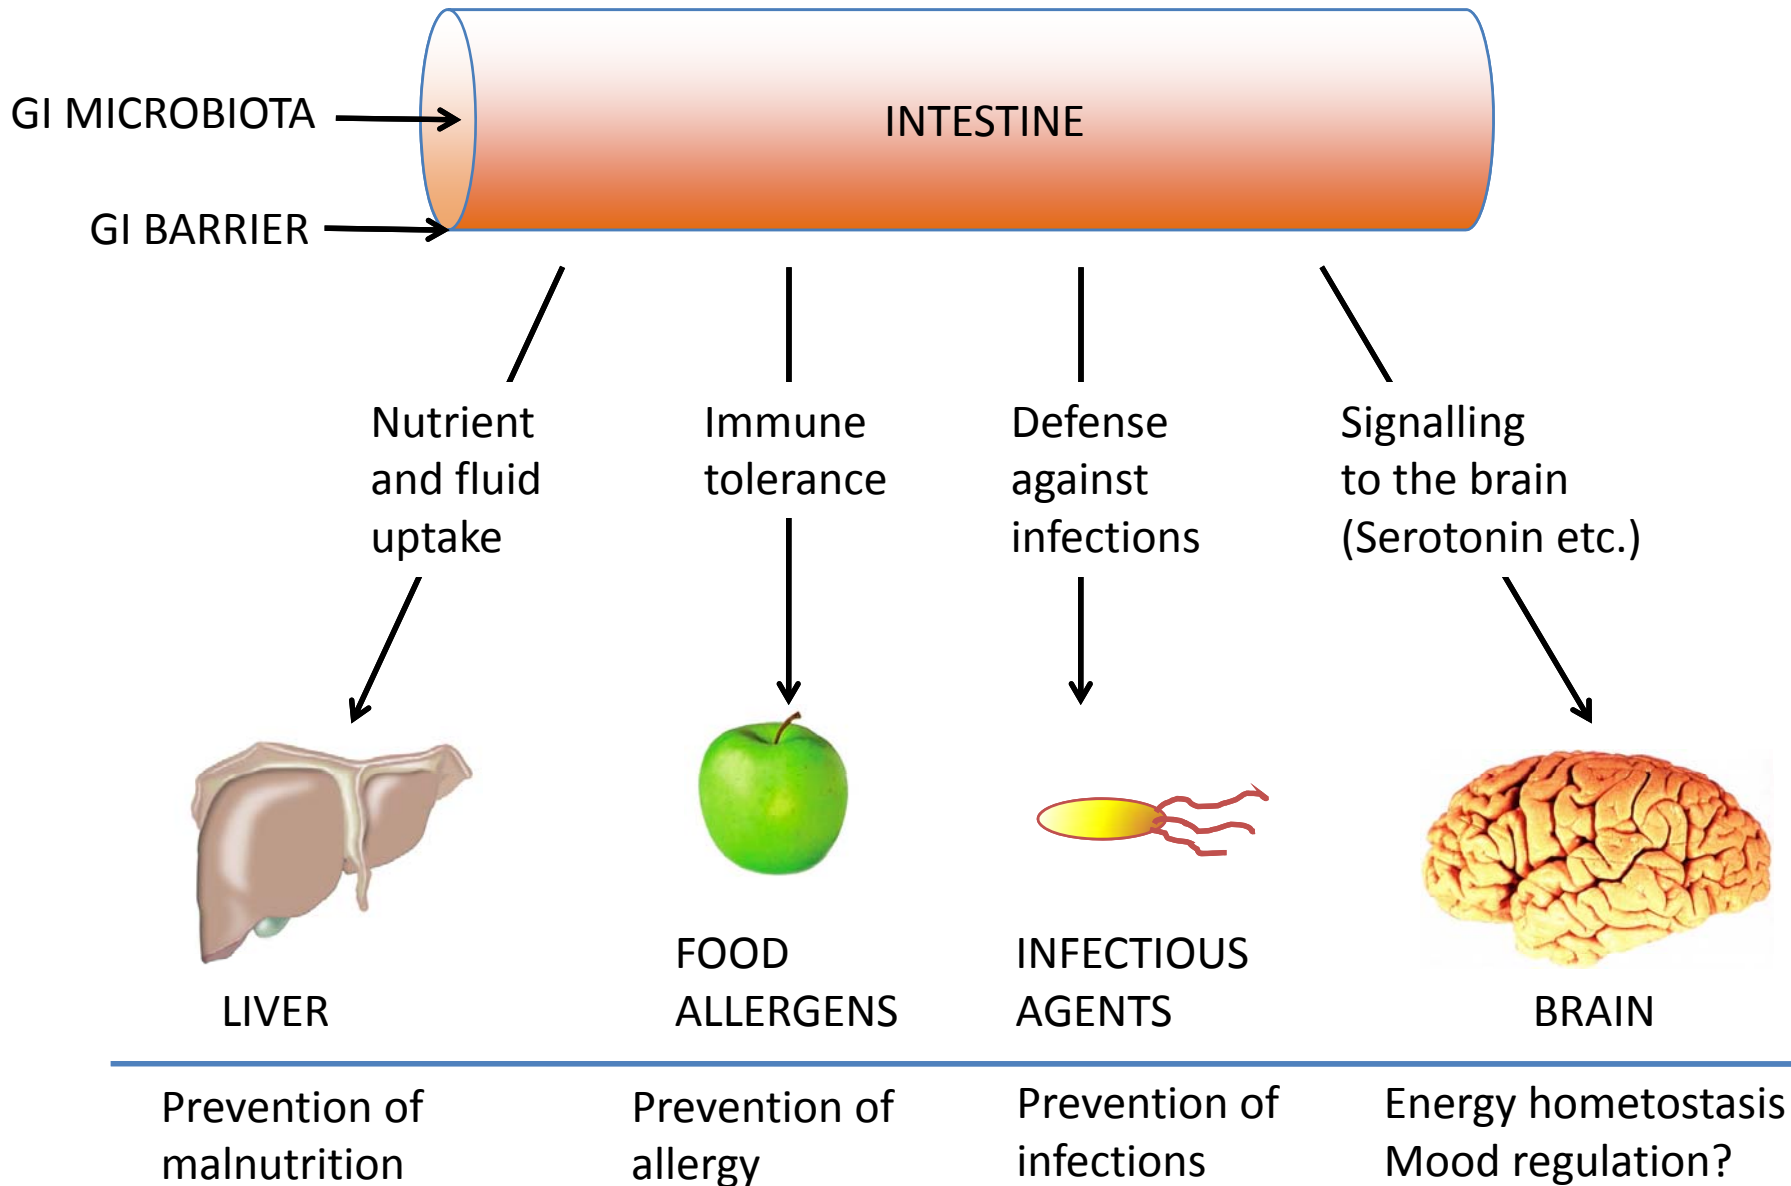 GI MICROBIOTA
INTESTINE
GI BARRIER
Nutrient
and fluid
uptake
Immune
tolerance
Defense
against
infections
Signalling
to the brain
(Serotonin etc.)
LIVER
FOOD
ALLERGENS
INFECTIOUS
AGENTS
BRAIN
Prevention of
malnutrition
Prevention of
allergy
Prevention of
infections
Energy hometostasis
Mood regulation?